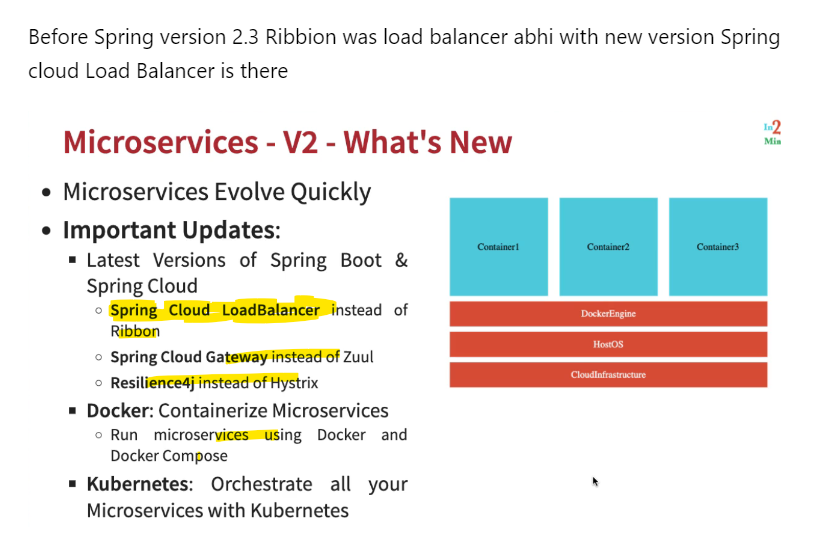 Before Spring version 2.3 Ribbion was load balancer abhi with new version Spring
cloud Load Balancer is there
In2
Min
Microservices - V2 - What's New
• Microservices Evolve Quickly
• Important Updates:
▪ Latest Versions of Spring Boot &
Spring Cloud
○ Spring Cloud LoadBalancer instead of
Ribbon
○ Spring Cloud Gateway instead of Zuul
○ Resilience4j instead of Hystrix
▪ Docker: Containerize Microservices
○ Run microservices using Docker and
Docker Compose
▪ Kubernetes: Orchestrate all your
Microservices with Kubernetes
Container1
Container2
Container3
DockerEngine
HostOS
CloudInfrastructure